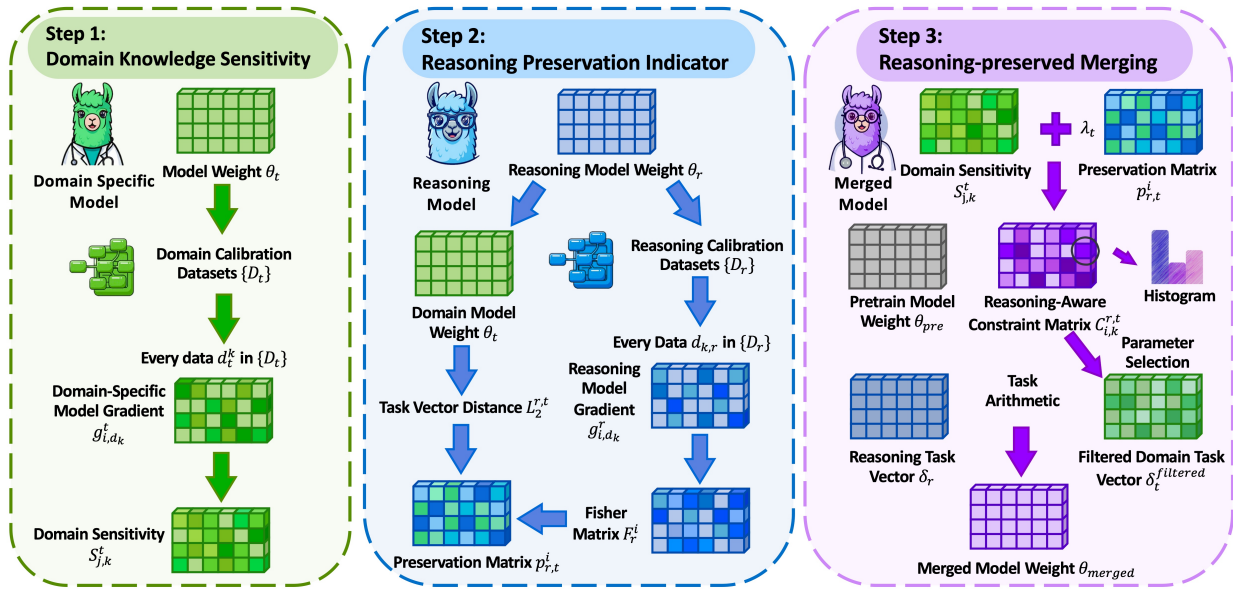 Step 1:
Domain Knowledge Sensitivity
Domain Specific
Model
Model Weight θ_t
Domain Calibration
Datasets {D_t}
Every data d_t^k in {D_t}
Domain-Specific
Model Gradient
g_{i,d_k}^t
Domain Sensitivity
S_{j,k}^t
Step 2:
Reasoning Preservation Indicator
Reasoning
Model
Reasoning Model Weight θ_r
Domain Model
Weight θ_t
Reasoning Calibration
Datasets {D_r}
Every Data d_{k,r} in {D_r}
Task Vector Distance L_2^{r,t}
Reasoning
Model
Gradient
g_{i,d_k}^r
Fisher
Matrix F_r^i
Preservation Matrix p_{r,t}^i
Step 3:
Reasoning-preserved Merging
Merged
Model
Domain Sensitivity
S_{j,k}^t
λ_t
Preservation Matrix
p_{r,t}^i
Pretrain Model
Weight θ_{pre}
Reasoning-Aware
Constraint Matrix C_{i,k}^{r,t}
Histogram
Parameter
Selection
Task
Arithmetic
Reasoning Task
Vector δ_r
Filtered Domain Task
Vector δ_t^{filtered}
Merged Model Weight θ_{merged}